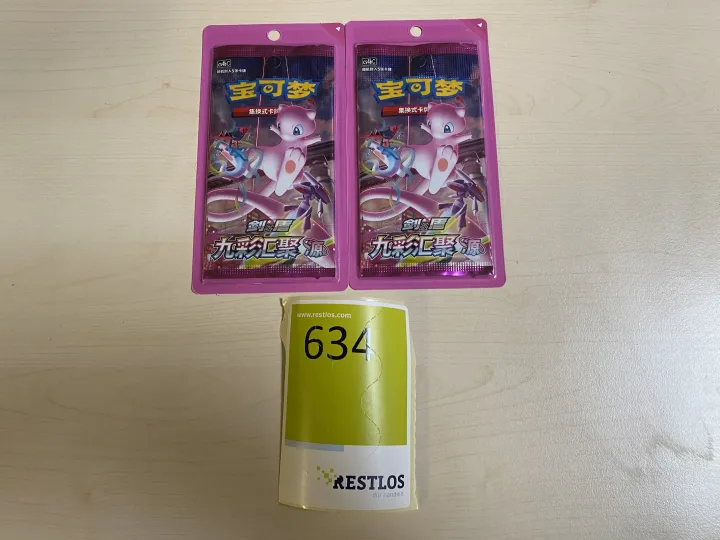 宝可梦
集换式卡牌
剑&盾
九彩汇聚 源
宝可梦
集换式卡牌
剑&盾
九彩汇聚 源
www.restlos.com
634
RESTLOS